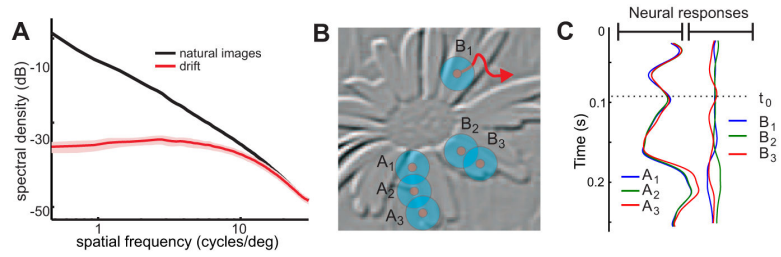 A
spectral density (dB)
-10
-30
-50
1
10
spatial frequency (cycles/deg)
natural images
drift
B
B1
B2
B3
A1
A2
A3
C
Neural responses
0
0.1
0.2
Time (s)
t0
B1
B2
B3
A1
A2
A3